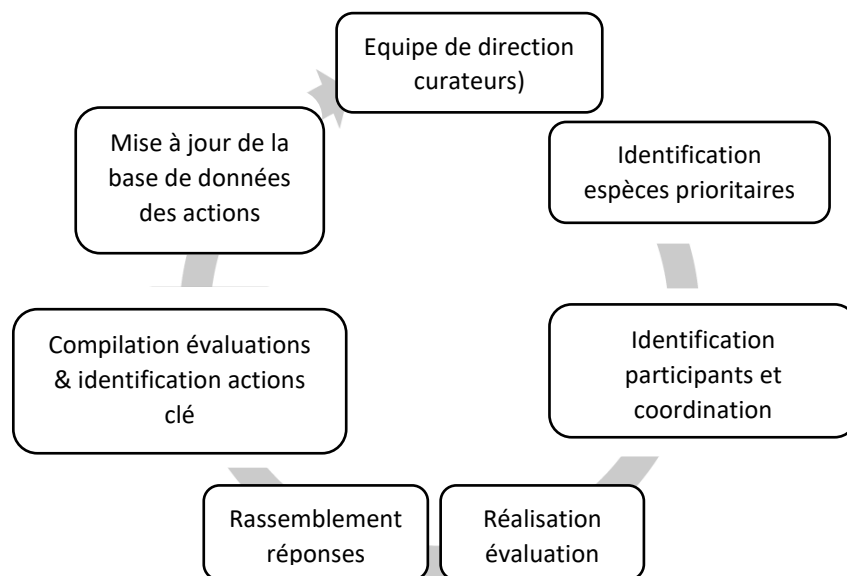 Equipe de direction
curateurs)
Identification
espèces prioritaires
Identification
participants et
coordination
Réalisation
évaluation
Rassemblement
réponses
Compilation évaluations
& identification actions
clé
Mise à jour de la
base de données
des actions